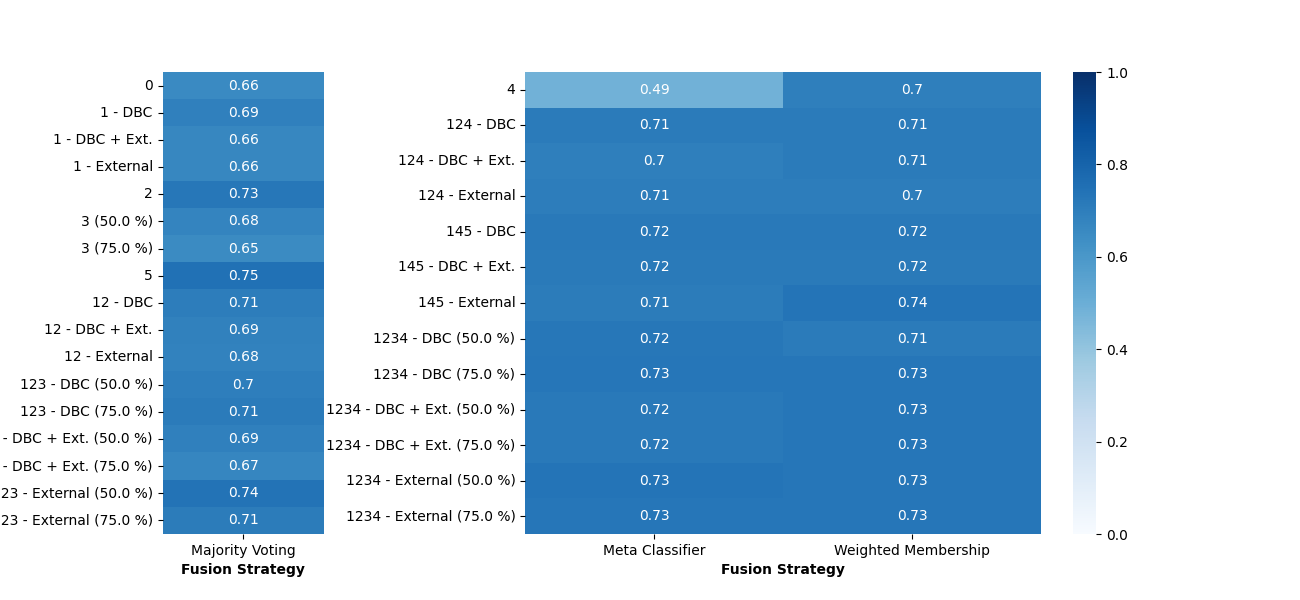 0 0.66
1 - DBC 0.69
1 - DBC + Ext. 0.66
1 - External 0.66
2 0.73
3 (50.0 %) 0.68
3 (75.0 %) 0.65
5 0.75
12 - DBC 0.71
12 - DBC + Ext. 0.69
12 - External 0.68
123 - DBC (50.0 %) 0.7
123 - DBC (75.0 %) 0.71
- DBC + Ext. (50.0 %) 0.69
- DBC + Ext. (75.0 %) 0.67
23 - External (50.0 %) 0.74
23 - External (75.0 %) 0.71
Majority Voting
Fusion Strategy
4 0.49 0.7
124 - DBC 0.71 0.71
124 - DBC + Ext. 0.7 0.71
124 - External 0.71 0.7
145 - DBC 0.72 0.72
145 - DBC + Ext. 0.72 0.72
145 - External 0.71 0.74
1234 - DBC (50.0 %) 0.72 0.71
1234 - DBC (75.0 %) 0.73 0.73
1234 - DBC + Ext. (50.0 %) 0.72 0.73
1234 - DBC + Ext. (75.0 %) 0.72 0.73
1234 - External (50.0 %) 0.73 0.73
1234 - External (75.0 %) 0.73 0.73
Meta Classifier Weighted Membership
Fusion Strategy
1.0
0.8
0.6
0.4
0.2
0.0